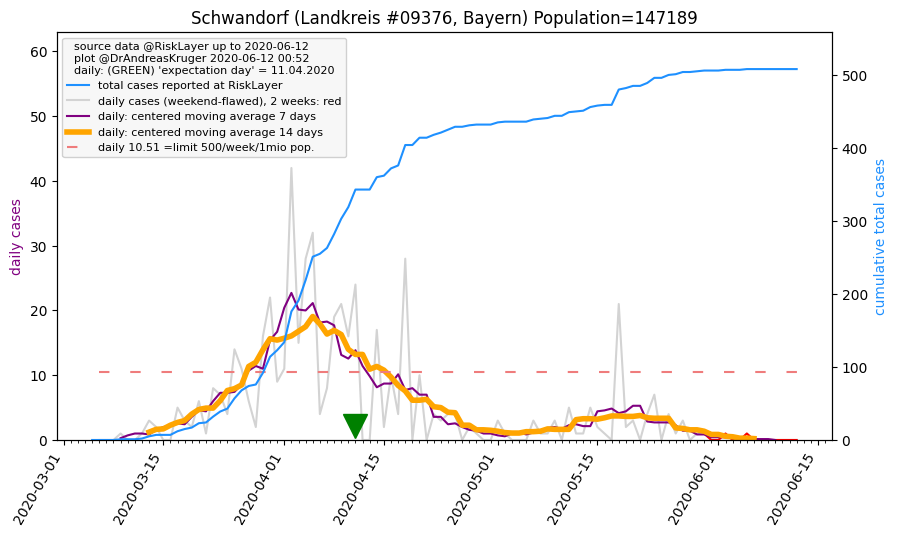 Schwandorf (Landkreis #09376, Bayern) Population=147189
source data @RiskLayer up to 2020-06-12
plot @DrAndreasKruger 2020-06-12 00:52
daily: (GREEN) 'expectation day' = 11.04.2020
total cases reported at RiskLayer
daily cases (weekend-flawed), 2 weeks: red
daily: centered moving average 7 days
daily: centered moving average 14 days
daily 10.51 =limit 500/week/1mio pop.
daily cases
60
50
40
30
20
10
0
cumulative total cases
500
400
300
200
100
0
2020-03-01
2020-03-15
2020-04-01
2020-04-15
2020-05-01
2020-05-15
2020-06-01
2020-06-15